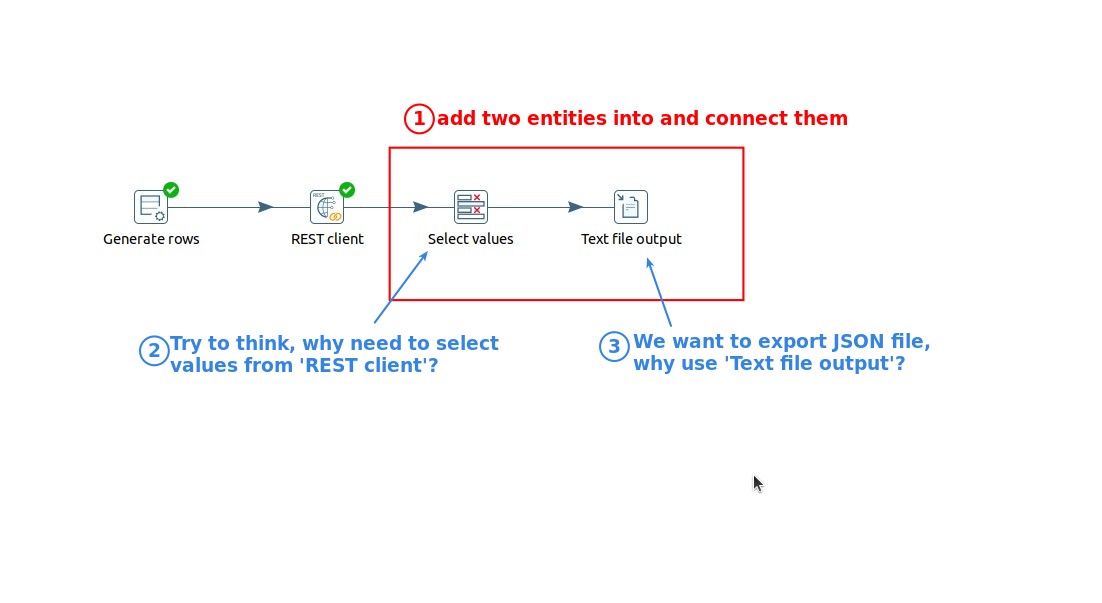 1 add two entities into and connect them
REST
Generate rows
REST client
Select values
Text file output
2 Try to think, why need to select
values from 'REST client'?
3 We want to export JSON file,
why use 'Text file output'?